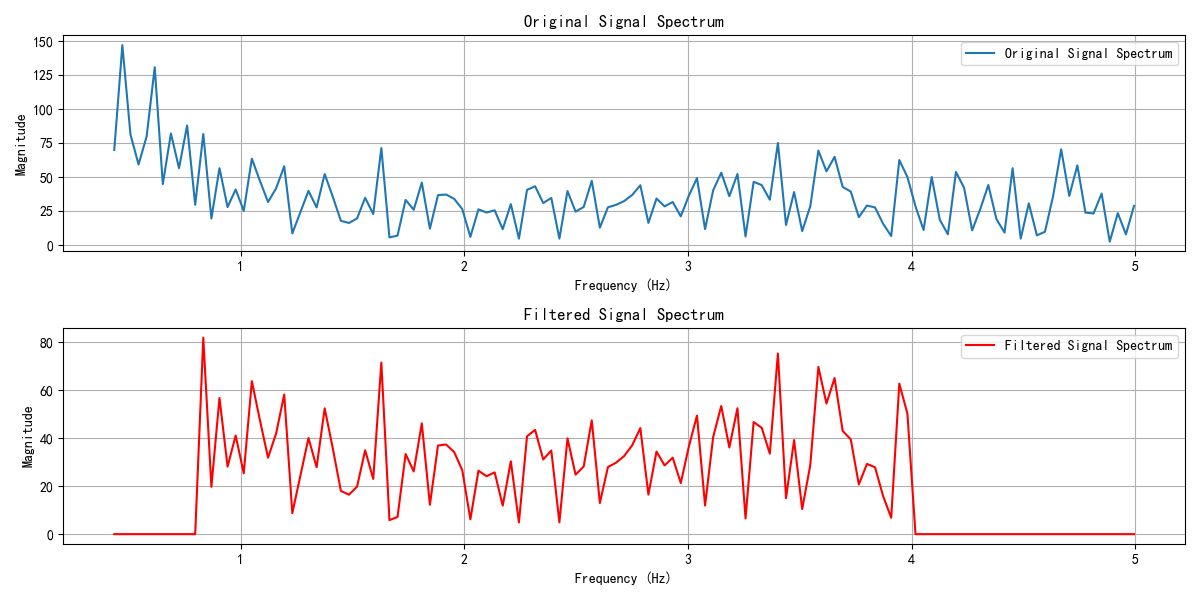 Original Signal Spectrum
150
125
100
75
50
25
0
Magnitude
Original Signal Spectrum
1 2 3 4 5
Frequency (Hz)
Filtered Signal Spectrum
80
60
40
20
0
Magnitude
Filtered Signal Spectrum
1 2 3 4 5
Frequency (Hz)